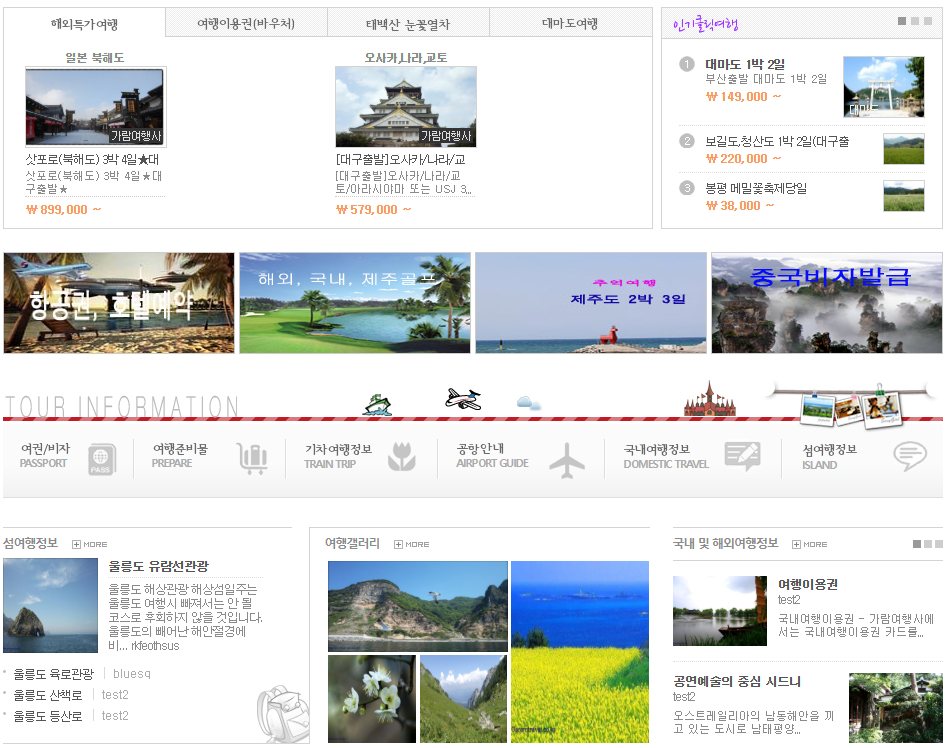 해외특가여행
여행이용권(바우처)
태백산 눈꽃열차
대마도여행
일본 북해도
가람여행사
삿포로(북해도) 3박 4일★대
삿포로(북해도) 3박 4일★대
구출발★
₩ 899,000 ~
오사카,나라,교토
가람여행사
[대구출발]오사카/나라/교
[대구출발]오사카/나라/교
토/아라시야마 또는 USJ 3...
₩ 579,000 ~
인기클릭여행
1
대마도 1박 2일
부산출발 대마도 1박 2일
₩ 149,000 ~
대마도
2
보길도,청산도 1박 2일(대구출
₩ 220,000 ~
3
봉평 메밀꽃축제당일
₩ 38,000 ~
항공권, 호텔예약
해외, 국내, 제주골프
추억여행
제주도 2박 3일
중국비자발급
TOUR INFORMATION
여권/비자
PASSPORT
PASS
여행준비물
PREPARE
기차여행정보
TRAIN TRIP
공항안내
AIRPORT GUIDE
국내여행정보
DOMESTIC TRAVEL
섬여행정보
ISLAND
섬여행정보
MORE
울릉도 유람선관광
울릉도 해상관광 해상섬일주는
울릉도 여행시 빠져서는 안 될
코스로 후회하지 않을 것입니다.
울릉도의 빼어난 해안절경에
비... rkfeothsus
울릉도 육로관광
bluesq
울릉도 산책로
test2
울릉도 등산로
test2
여행갤러리
MORE
국내 및 해외여행정보
MORE
여행이용권
test2
국내여행이용권 - 가람여행사에
서는 국내여행이용권 카드를...
공연예술의 중심 시드니
test2
오스트레일리아의 남동해안을 끼
고 있는 도시로 남태평양...